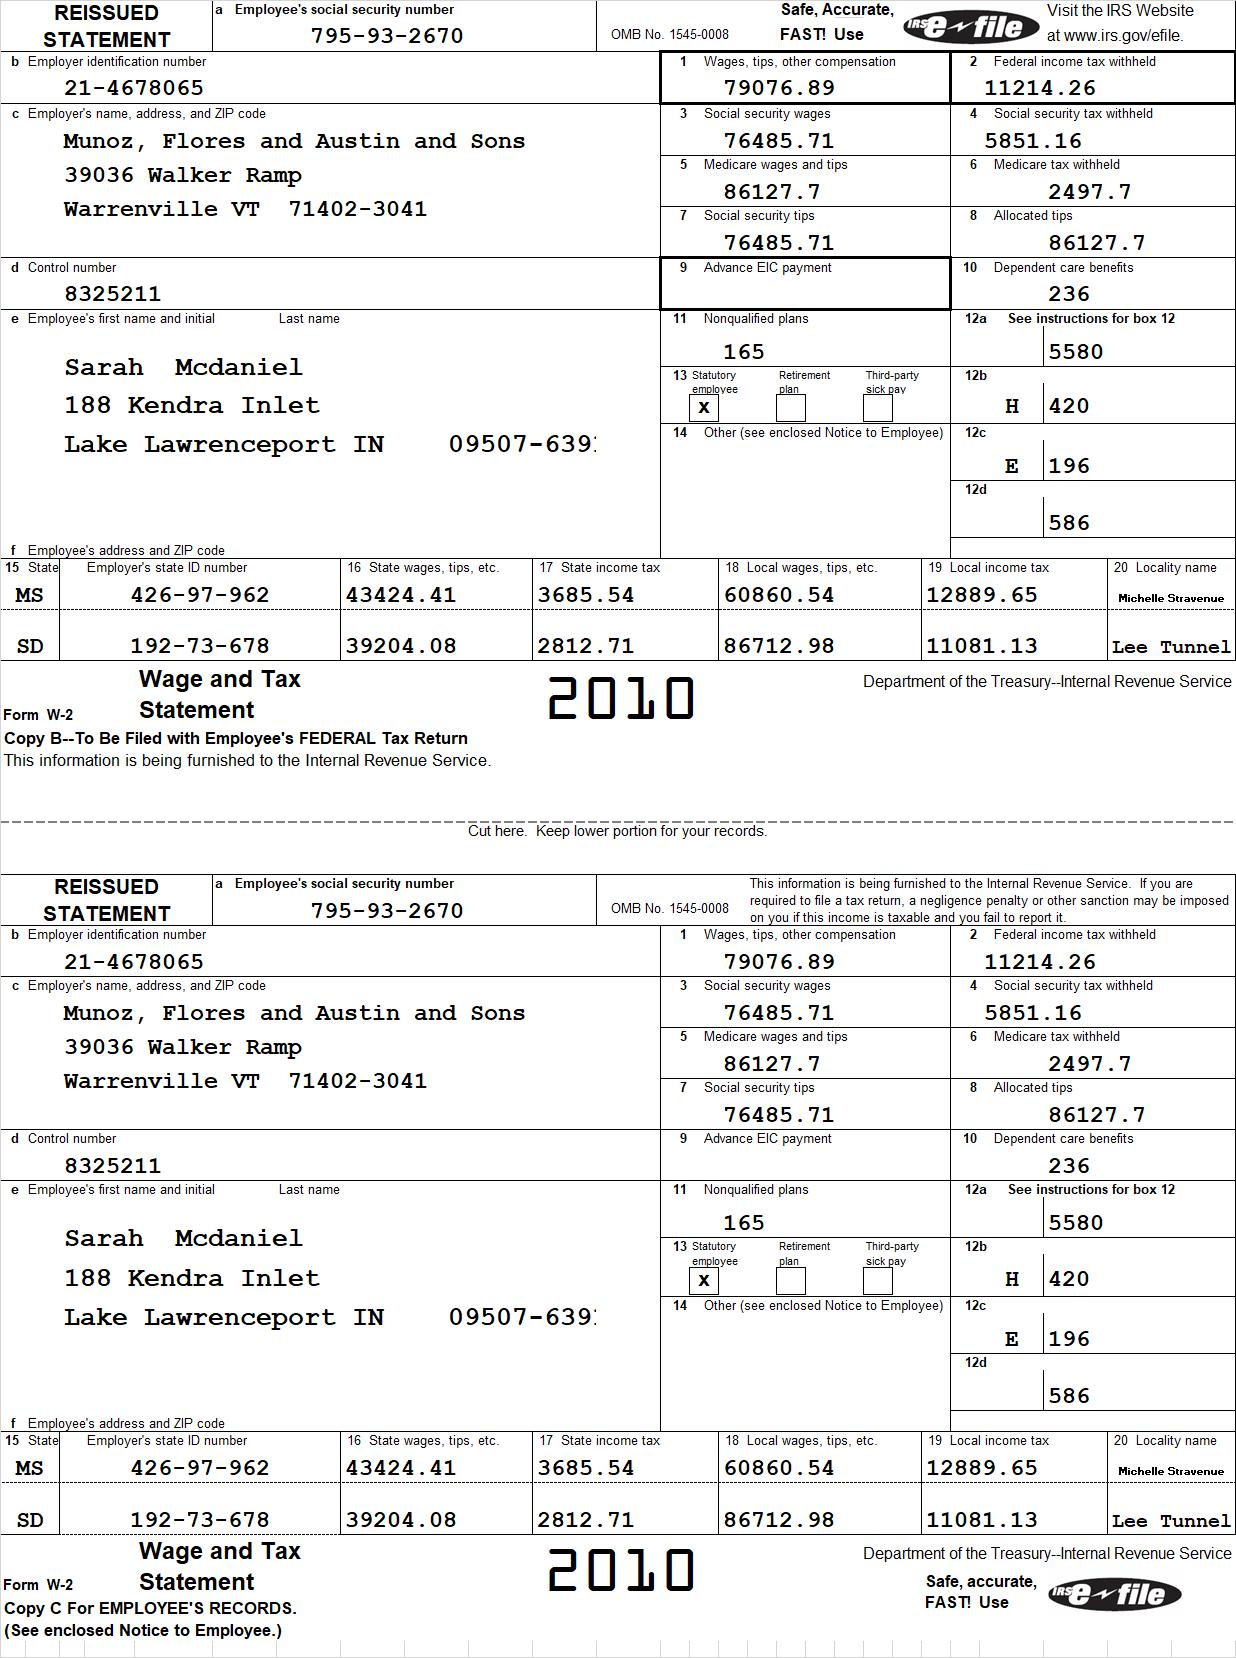 REISSUED
STATEMENT
a Employee's social security number
795-93-2670
OMB No. 1545-0008
Safe, Accurate,
FAST! Use
IRS e-file
Visit the IRS Website
at www.irs.gov/efile.
b Employer identification number
21-4678065
1 Wages, tips, other compensation
79076.89
2 Federal income tax withheld
11214.26
c Employer's name, address, and ZIP code
Munoz, Flores and Austin and Sons
39036 Walker Ramp
Warrenville VT 71402-3041
3 Social security wages
76485.71
4 Social security tax withheld
5851.16
5 Medicare wages and tips
86127.7
6 Medicare tax withheld
2497.7
7 Social security tips
76485.71
8 Allocated tips
86127.7
d Control number
8325211
9 Advance EIC payment
10 Dependent care benefits
236
e Employee's first name and initial Last name
Sarah Mcdaniel
188 Kendra Inlet
Lake Lawrenceport IN 09507-639
f Employee's address and ZIP code
11 Nonqualified plans
165
12a See instructions for box 12
5580
13 Statutory employee Retirement plan Third-party sick pay
x
12b
H 420
14 Other (see enclosed Notice to Employee)
12c
E 196
12d
586
15 State Employer's state ID number 16 State wages, tips, etc. 17 State income tax 18 Local wages, tips, etc. 19 Local income tax 20 Locality name
MS 426-97-962 43424.41 3685.54 60860.54 12889.65 Michelle Stravenue
SD 192-73-678 39204.08 2812.71 86712.98 11081.13 Lee Tunnel
Wage and Tax
Statement
Form W-2
2010
Department of the Treasury--Internal Revenue Service
Copy B--To Be Filed with Employee's FEDERAL Tax Return
This information is being furnished to the Internal Revenue Service.
Cut here. Keep lower portion for your records.
REISSUED
STATEMENT
a Employee's social security number
795-93-2670
OMB No. 1545-0008
This information is being furnished to the Internal Revenue Service. If you are
required to file a tax return, a negligence penalty or other sanction may be imposed
on you if this income is taxable and you fail to report it.
b Employer identification number
21-4678065
1 Wages, tips, other compensation
79076.89
2 Federal income tax withheld
11214.26
c Employer's name, address, and ZIP code
Munoz, Flores and Austin and Sons
39036 Walker Ramp
Warrenville VT 71402-3041
3 Social security wages
76485.71
4 Social security tax withheld
5851.16
5 Medicare wages and tips
86127.7
6 Medicare tax withheld
2497.7
7 Social security tips
76485.71
8 Allocated tips
86127.7
d Control number
8325211
9 Advance EIC payment
10 Dependent care benefits
236
e Employee's first name and initial Last name
Sarah Mcdaniel
188 Kendra Inlet
Lake Lawrenceport IN 09507-639
f Employee's address and ZIP code
11 Nonqualified plans
165
12a See instructions for box 12
5580
13 Statutory employee Retirement plan Third-party sick pay
x
12b
H 420
14 Other (see enclosed Notice to Employee)
12c
E 196
12d
586
15 State Employer's state ID number 16 State wages, tips, etc. 17 State income tax 18 Local wages, tips, etc. 19 Local income tax 20 Locality name
MS 426-97-962 43424.41 3685.54 60860.54 12889.65 Michelle Stravenue
SD 192-73-678 39204.08 2812.71 86712.98 11081.13 Lee Tunnel
Wage and Tax
Statement
Form W-2
2010
Department of the Treasury--Internal Revenue Service
Safe, accurate,
FAST! Use
IRS e-file
Copy C For EMPLOYEE'S RECORDS.
(See enclosed Notice to Employee.)